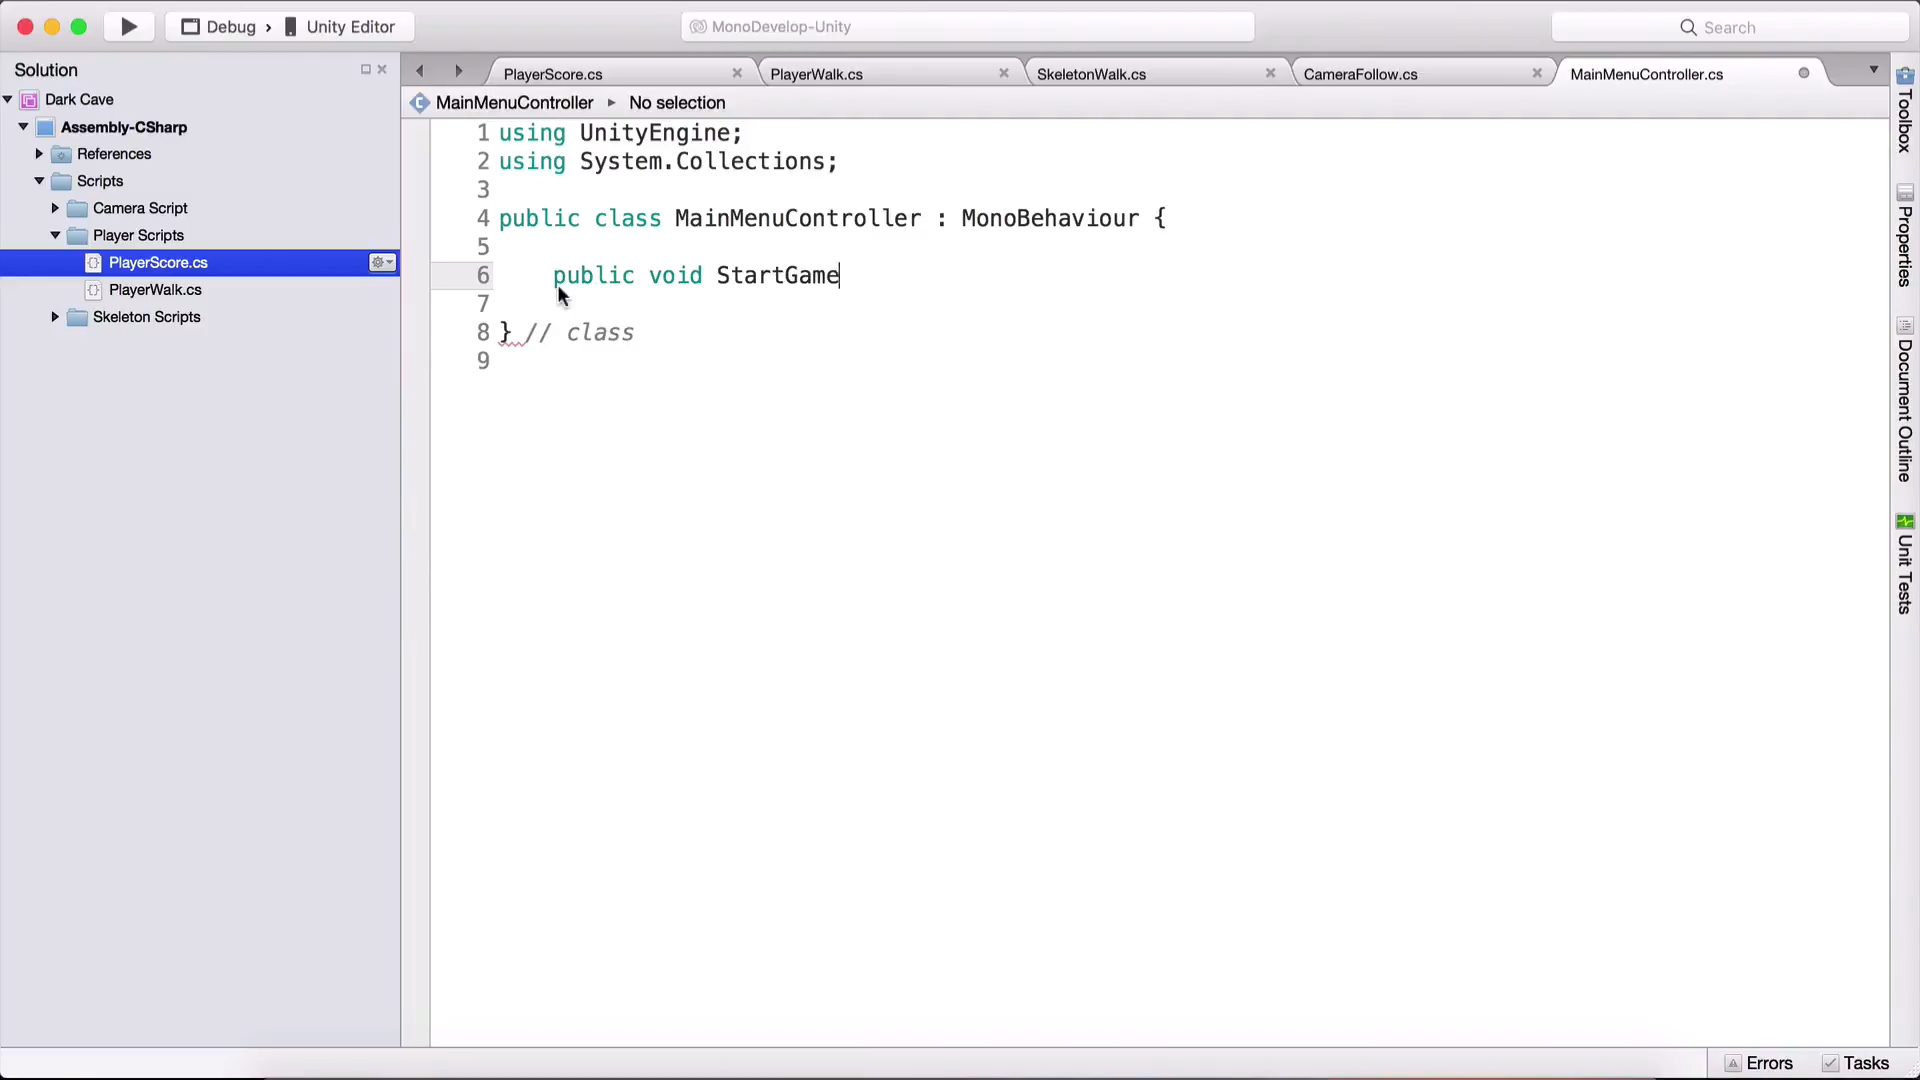 Debug › Unity Editor
MonoDevelop-Unity
Search
Solution
Dark Cave
Assembly-CSharp
References
Scripts
Camera Script
Player Scripts
PlayerScore.cs
PlayerWalk.cs
Skeleton Scripts
PlayerScore.cs
PlayerWalk.cs
SkeletonWalk.cs
CameraFollow.cs
MainMenuController.cs
MainMenuController ▸ No selection
1 using UnityEngine;
2 using System.Collections;
3
4 public class MainMenuController : MonoBehaviour {
5
6 public void StartGame
7
8 } // class
9
Toolbox
Properties
Document Outline
Unit Tests
Errors
Tasks